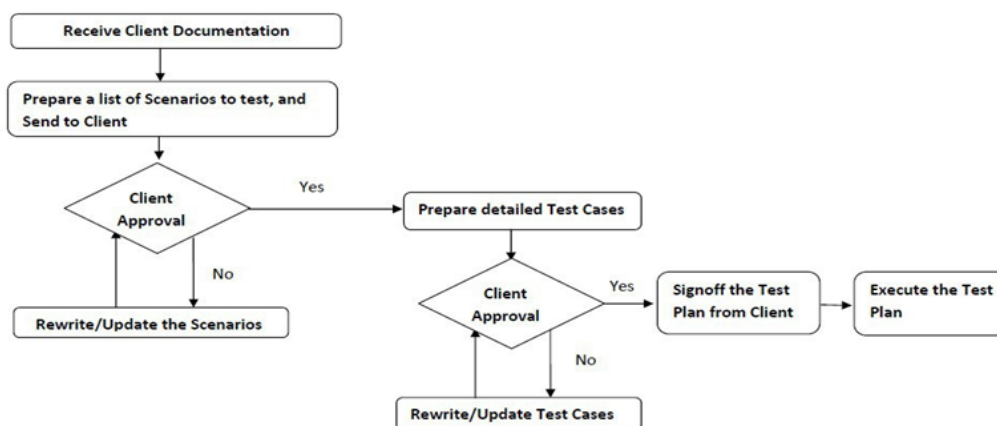 Receive Client Documentation
Prepare a list of Scenarios to test, and
Send to Client
Client
Approval
Yes
No
Rewrite/Update the Scenarios
Prepare detailed Test Cases
Client
Approval
Yes
No
Rewrite/Update Test Cases
Signoff the Test
Plan from Client
Execute the Test
Plan